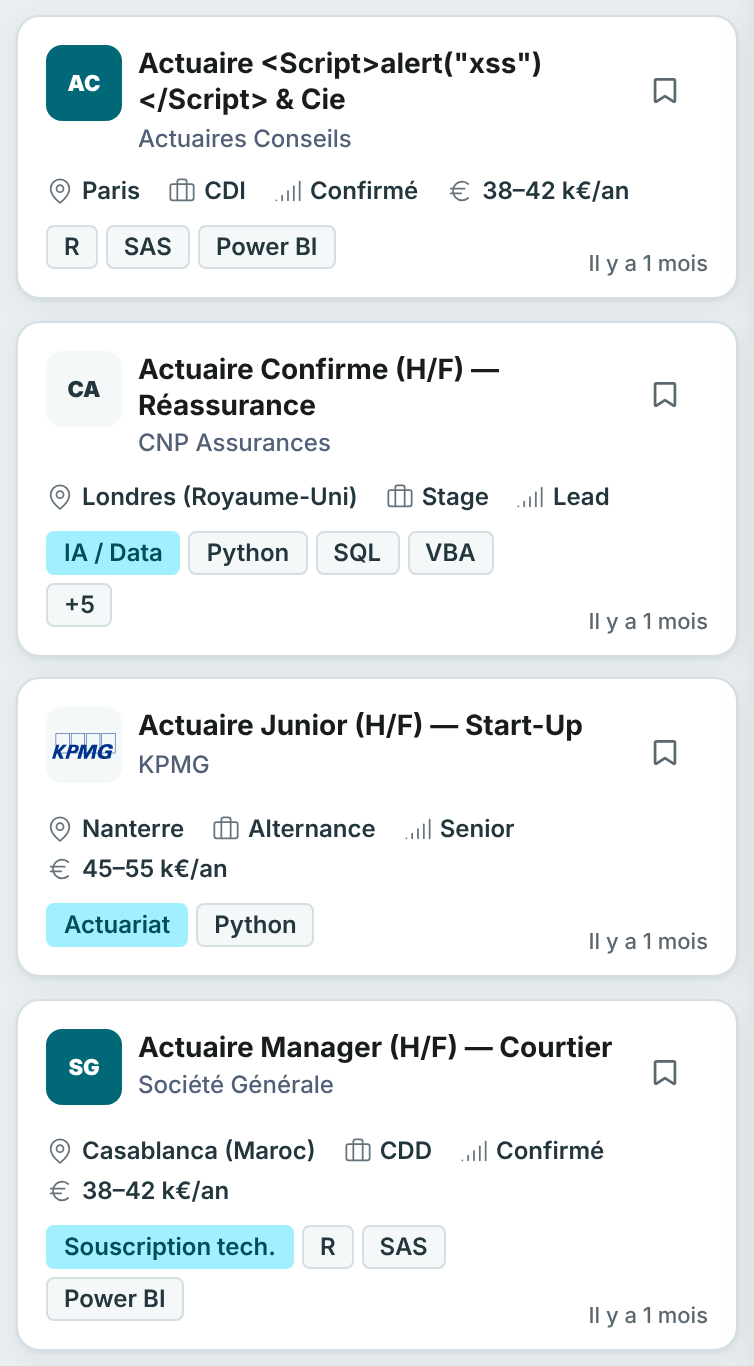 AC
Actuaire <Script>alert("xss")
</Script> & Cie
Actuaires Conseils
Paris CDI Confirmé 38–42 k€/an
R SAS Power BI
Il y a 1 mois
CA
Actuaire Confirme (H/F) —
Réassurance
CNP Assurances
Londres (Royaume-Uni) Stage Lead
IA / Data Python SQL VBA
+5
Il y a 1 mois
KPMG
Actuaire Junior (H/F) — Start-Up
KPMG
Nanterre Alternance Senior
€ 45–55 k€/an
Actuariat Python
Il y a 1 mois
SG
Actuaire Manager (H/F) — Courtier
Société Générale
Casablanca (Maroc) CDD Confirmé
€ 38–42 k€/an
Souscription tech. R SAS
Power BI
Il y a 1 mois